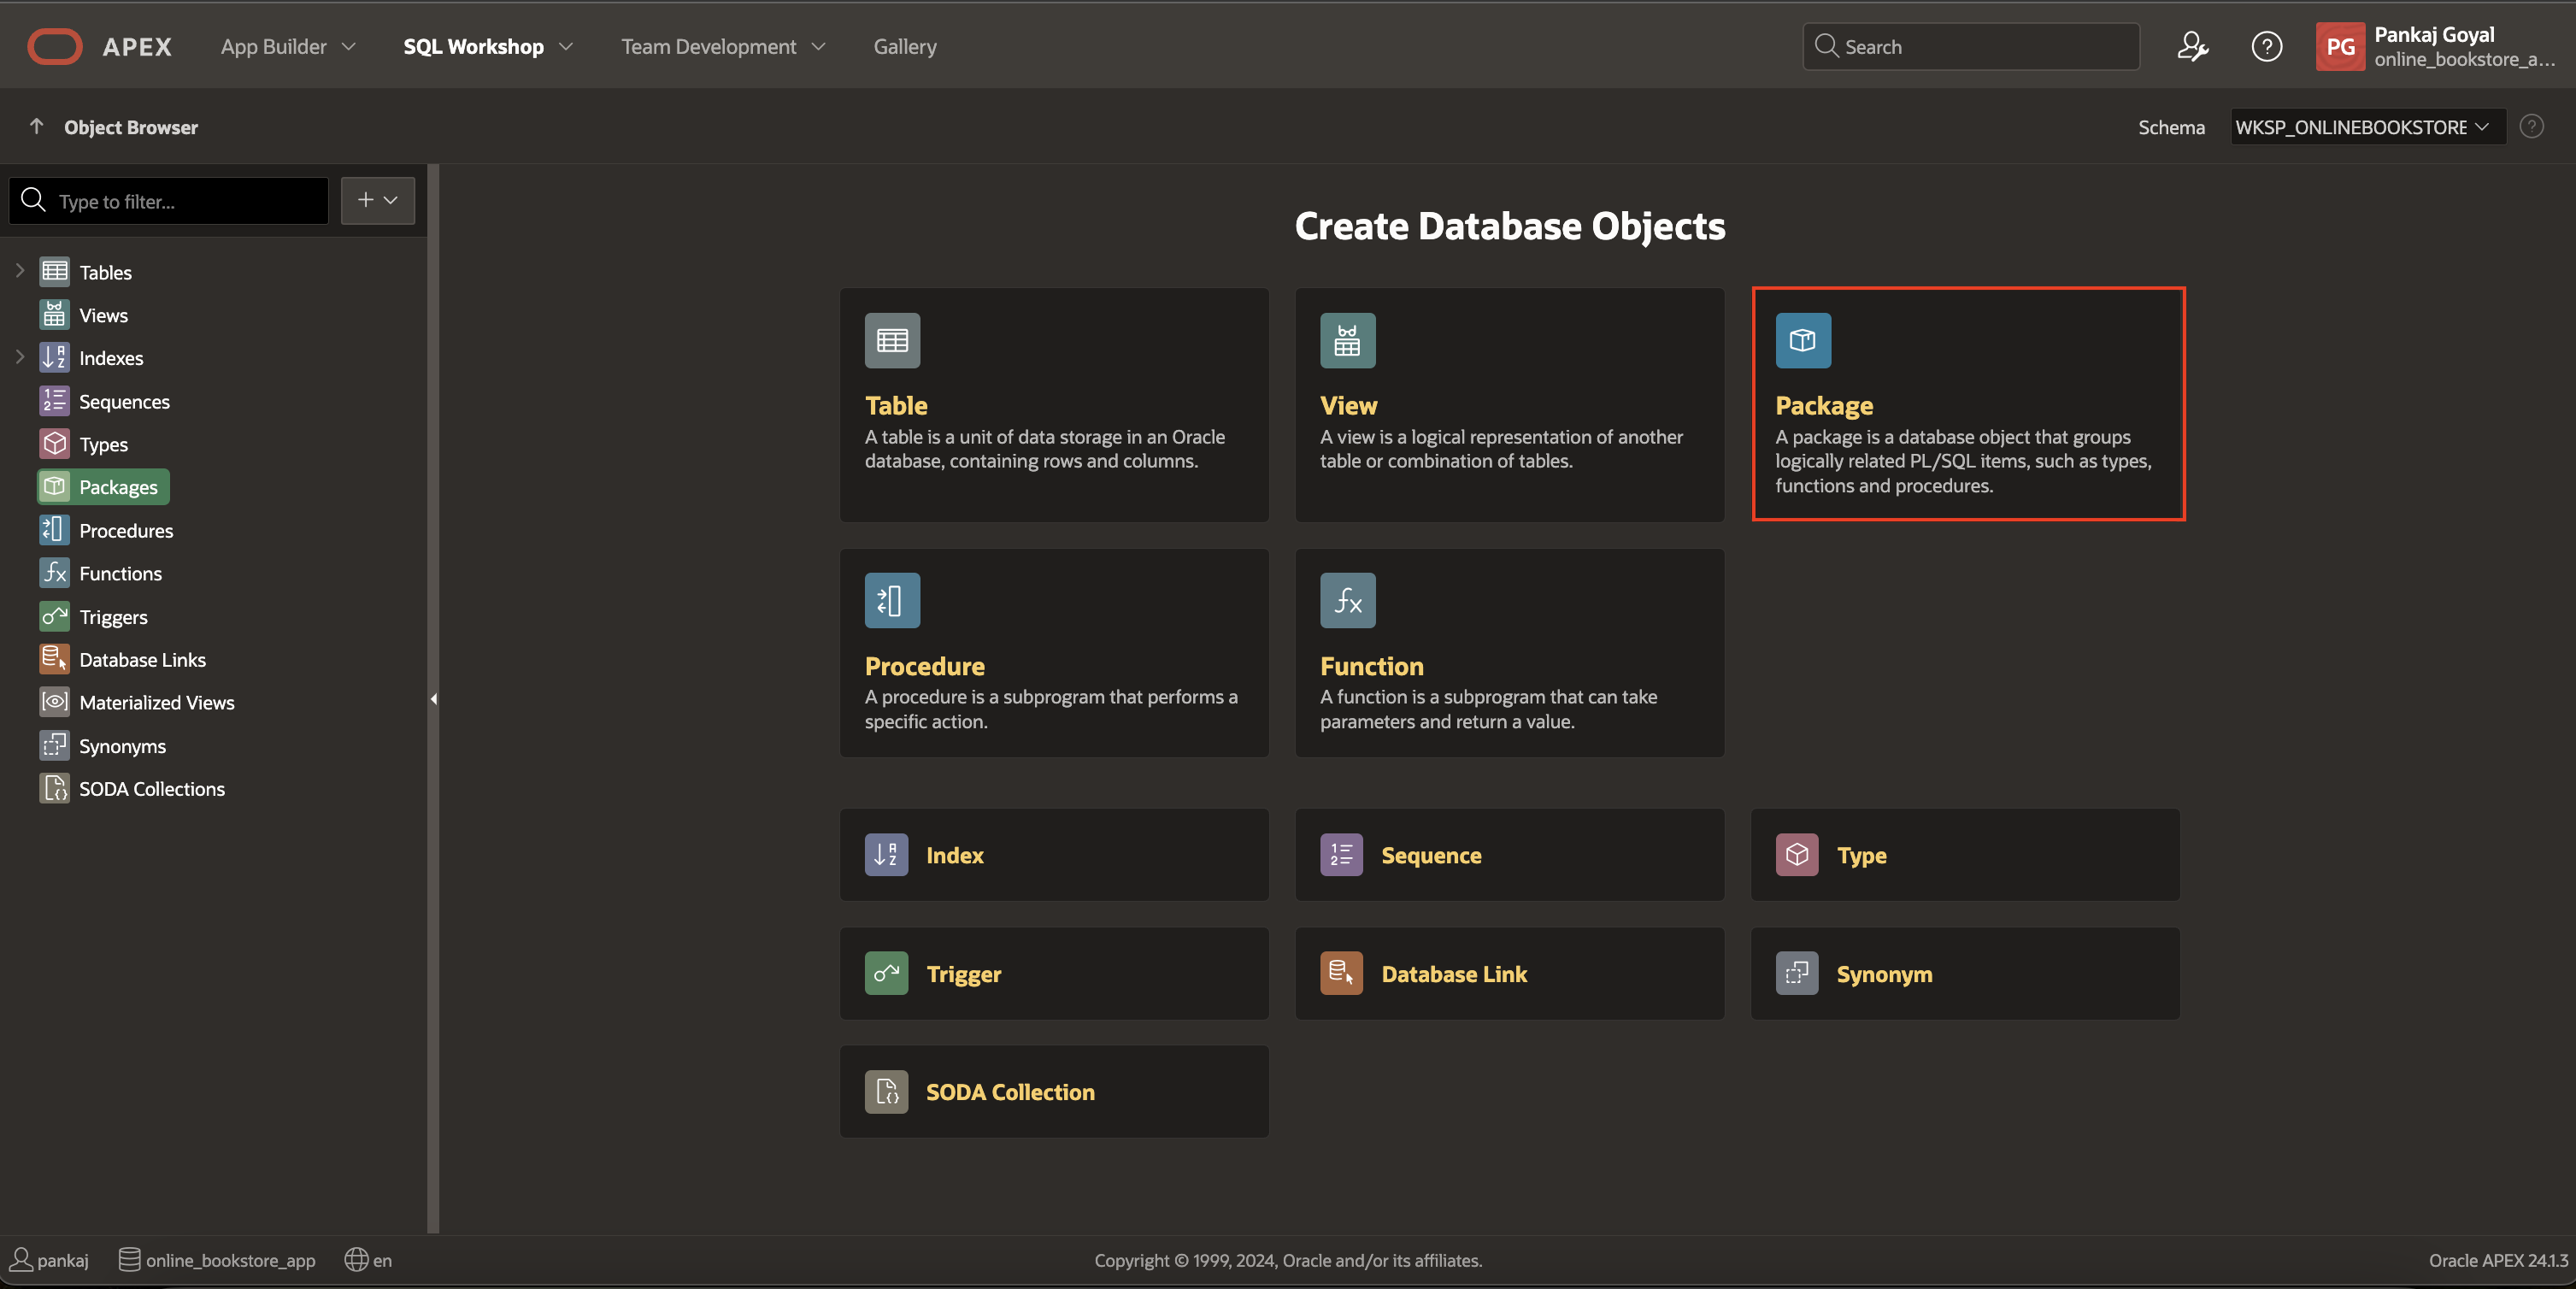 APEX
App Builder
SQL Workshop
Team Development
Gallery
Search
PG
Pankaj Goyal
online_bookstore_a...
Object Browser
Schema
WKSP_ONLINEBOOKSTORE
Type to filter...
Tables
Views
Indexes
Sequences
Types
Packages
Procedures
Functions
Triggers
Database Links
Materialized Views
Synonyms
SODA Collections
Create Database Objects
Table
A table is a unit of data storage in an Oracle
database, containing rows and columns.
View
A view is a logical representation of another
table or combination of tables.
Package
A package is a database object that groups
logically related PL/SQL items, such as types,
functions and procedures.
Procedure
A procedure is a subprogram that performs a
specific action.
Function
A function is a subprogram that can take
parameters and return a value.
Index
Sequence
Type
Trigger
Database Link
Synonym
SODA Collection
pankaj
online_bookstore_app
en
Copyright © 1999, 2024, Oracle and/or its affiliates.
Oracle APEX 24.1.3